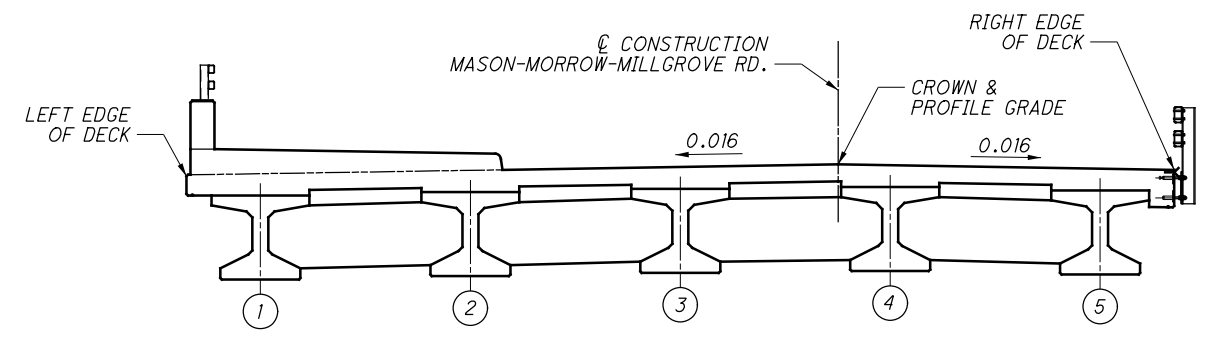 RIGHT EDGE
OF DECK
℄ CONSTRUCTION
MASON-MORROW-MILLGROVE RD.
CROWN &
PROFILE GRADE
LEFT EDGE
OF DECK
0.016
0.016
1
2
3
4
5